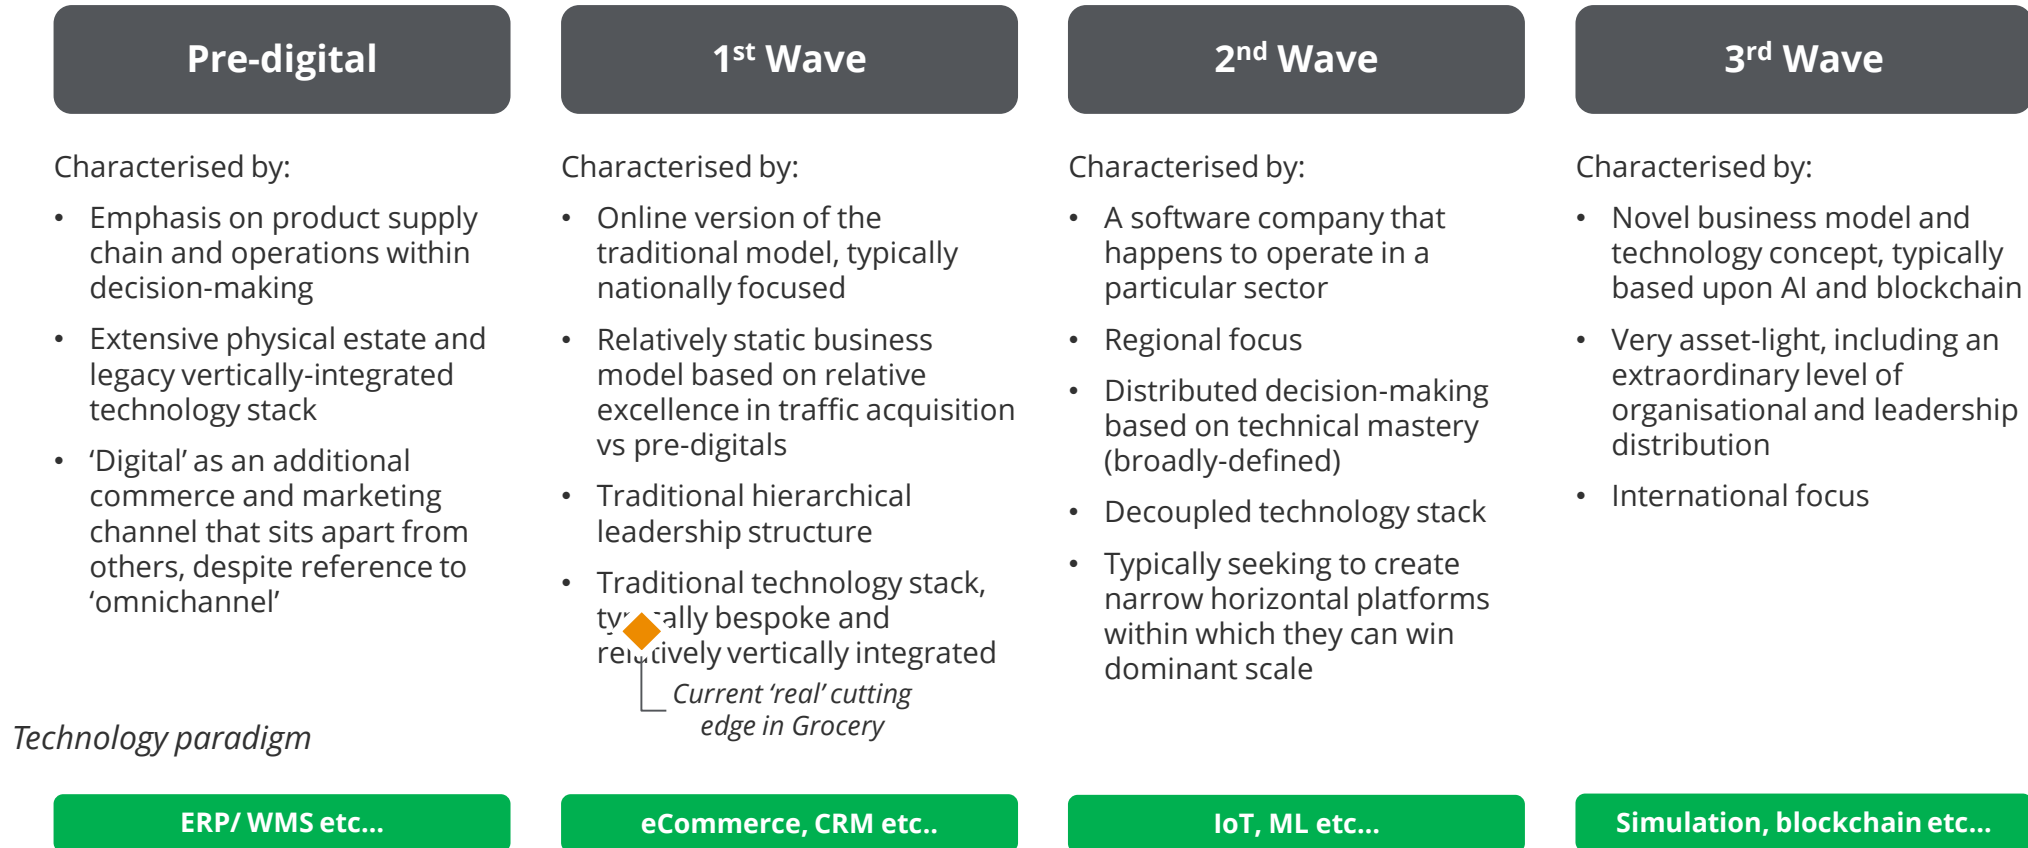 Pre-digital
1st Wave
2nd Wave
3rd Wave
Characterised by:
• Emphasis on product supply
chain and operations within
decision-making
• Extensive physical estate and
legacy vertically-integrated
technology stack
• ‘Digital’ as an additional
commerce and marketing
channel that sits apart from
others, despite reference to
‘omnichannel’
Characterised by:
• Online version of the
traditional model, typically
nationally focused
• Relatively static business
model based on relative
excellence in traffic acquisition
vs pre-digitals
• Traditional hierarchical
leadership structure
• Traditional technology stack,
typically bespoke and
relatively vertically integrated
Current ‘real’ cutting
edge in Grocery
Characterised by:
• A software company that
happens to operate in a
particular sector
• Regional focus
• Distributed decision-making
based on technical mastery
(broadly-defined)
• Decoupled technology stack
• Typically seeking to create
narrow horizontal platforms
within which they can win
dominant scale
Characterised by:
• Novel business model and
technology concept, typically
based upon AI and blockchain
• Very asset-light, including an
extraordinary level of
organisational and leadership
distribution
• International focus
Technology paradigm
ERP/ WMS etc...
eCommerce, CRM etc..
IoT, ML etc...
Simulation, blockchain etc...